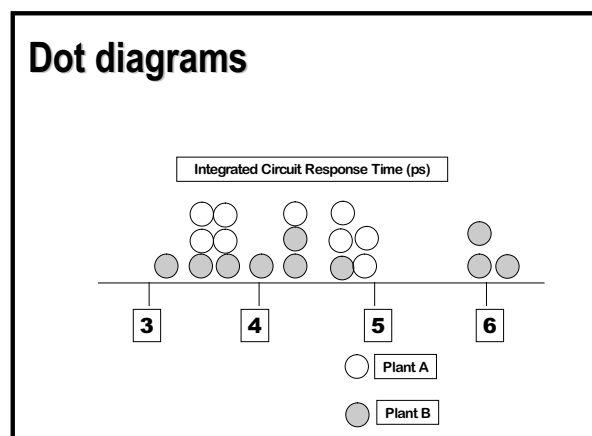 Dot diagrams
Integrated Circuit Response Time (ps)
3 4 5 6
Plant A
Plant B